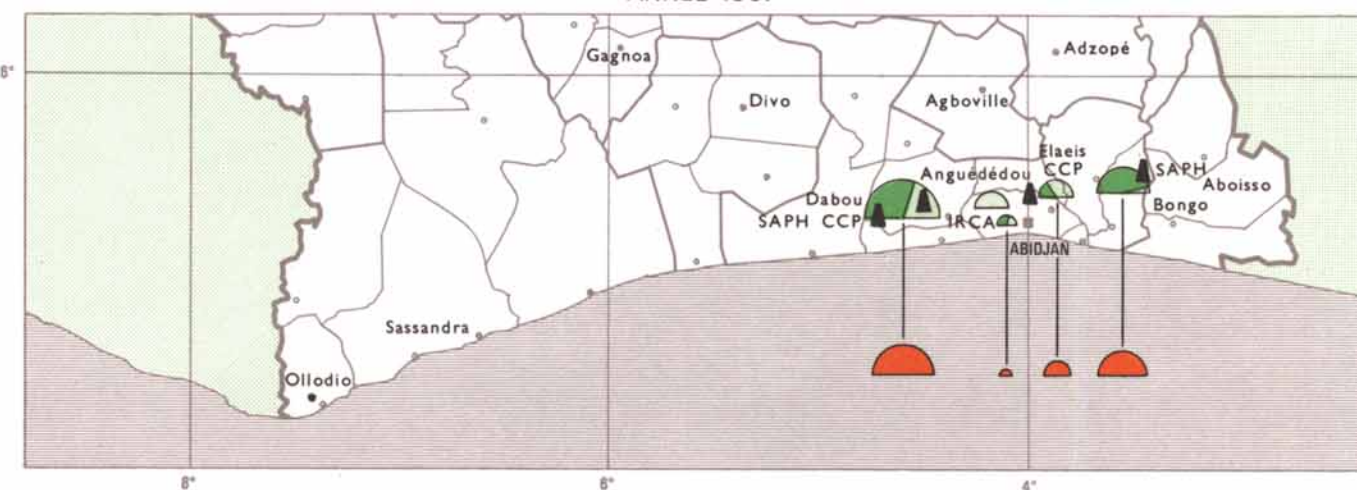 6°
Gagnoa
Adzopé
Divo
Agboville
Elaeis
CCP
Anguédédou
SAPH
Aboisso
Dabou
SAPH CCP
IRCA
Bongo
ABIDJAN
Sassandra
Ollodio
8°
6°
4°